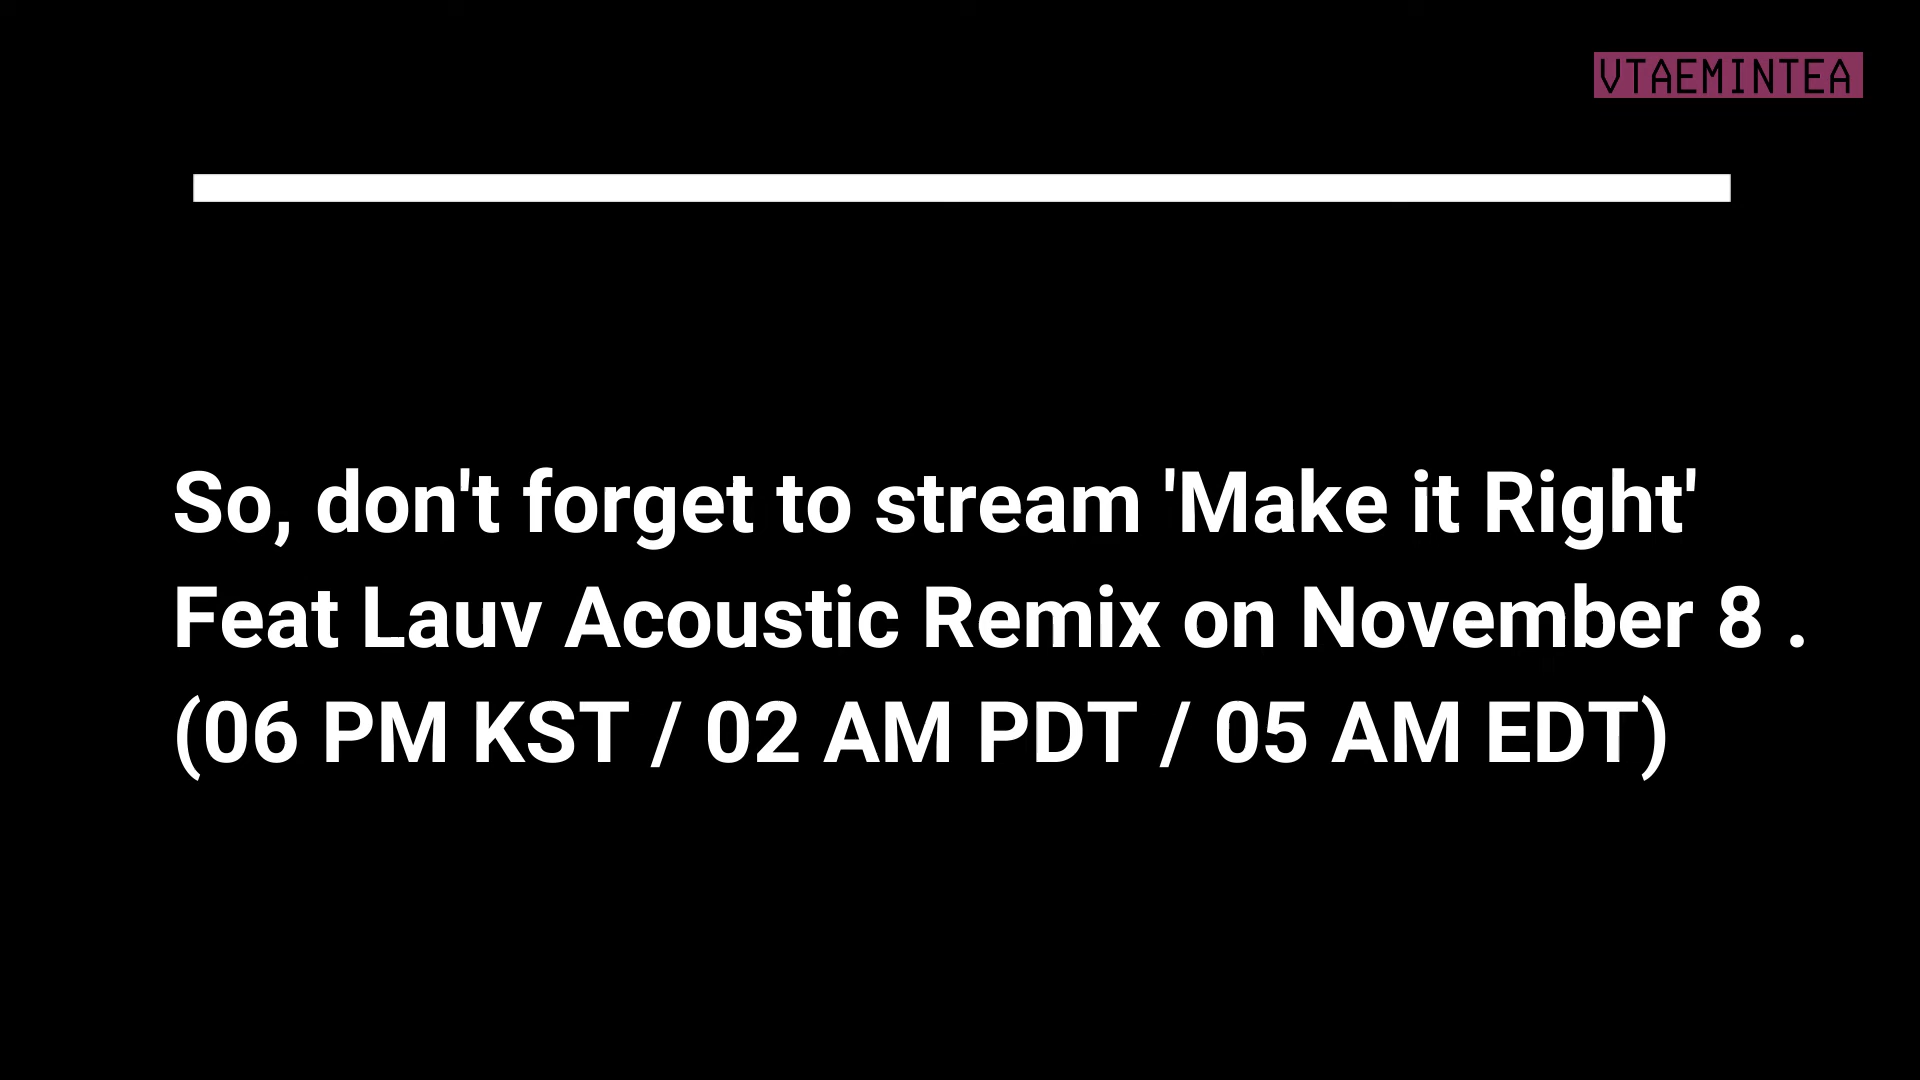 VTAEMINTEA
So, don't forget to stream 'Make it Right'
Feat Lauv Acoustic Remix on November 8 .
(06 PM KST / 02 AM PDT / 05 AM EDT)